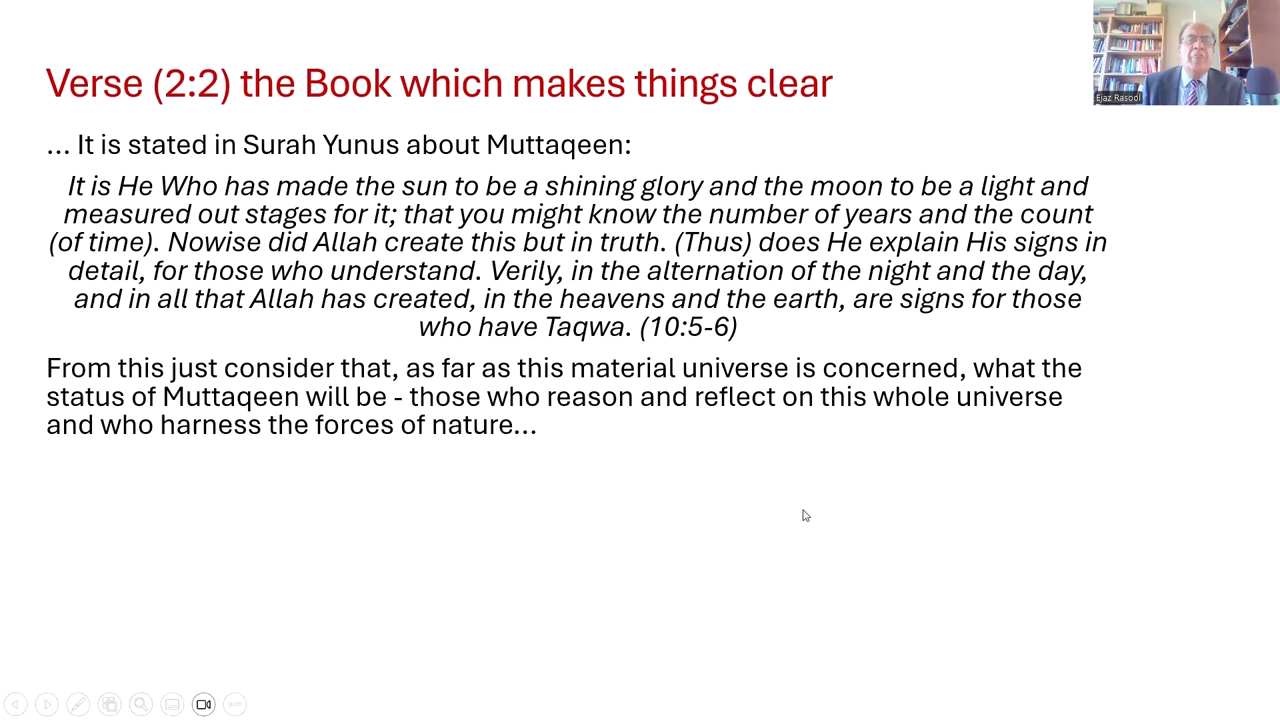 Verse (2:2) the Book which makes things clear
Ejaz Rasool
... It is stated in Surah Yunus about Muttaqeen:
It is He Who has made the sun to be a shining glory and the moon to be a light and
measured out stages for it; that you might know the number of years and the count
(of time). Nowise did Allah create this but in truth. (Thus) does He explain His signs in
detail, for those who understand. Verily, in the alternation of the night and the day,
and in all that Allah has created, in the heavens and the earth, are signs for those
who have Taqwa. (10:5-6)
From this just consider that, as far as this material universe is concerned, what the
status of Muttaqeen will be - those who reason and reflect on this whole universe
and who harness the forces of nature...